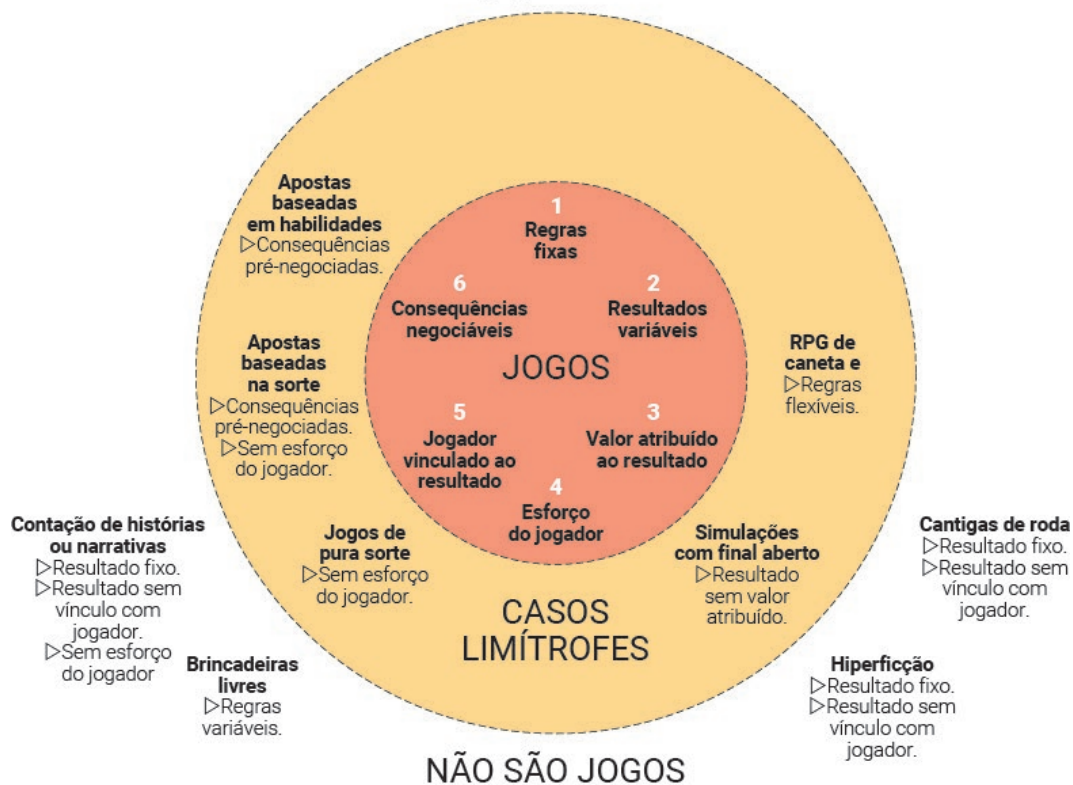 Apostas
baseadas
em habilidades
▷Consequências
pré-negociadas.
1
Regras
fixas
6
Consequências
negociáveis
2
Resultados
variáveis
JOGOS
Apostas
baseadas
na sorte
▷Consequências
pré-negociadas.
▷Sem esforço
do jogador.
RPG de
caneta e
▷Regras
flexíveis.
5
Jogador
vinculado ao
resultado
3
Valor atribuído
ao resultado
4
Esforço
do jogador
Contação de histórias
ou narrativas
▷Resultado fixo.
▷Resultado sem
vínculo com
jogador.
▷Sem esforço
do jogador
Jogos de
pura sorte
▷Sem esforço
do jogador.
Simulações
com final aberto
▷Resultado
sem valor
atribuído.
Cantigas de roda
▷Resultado fixo.
▷Resultado sem
vínculo com
jogador.
CASOS
LIMÍTROFES
Brincadeiras
livres
▷Regras
variáveis.
Hiperficção
▷Resultado fixo.
▷Resultado sem
vínculo com
jogador.
NÃO SÃO JOGOS